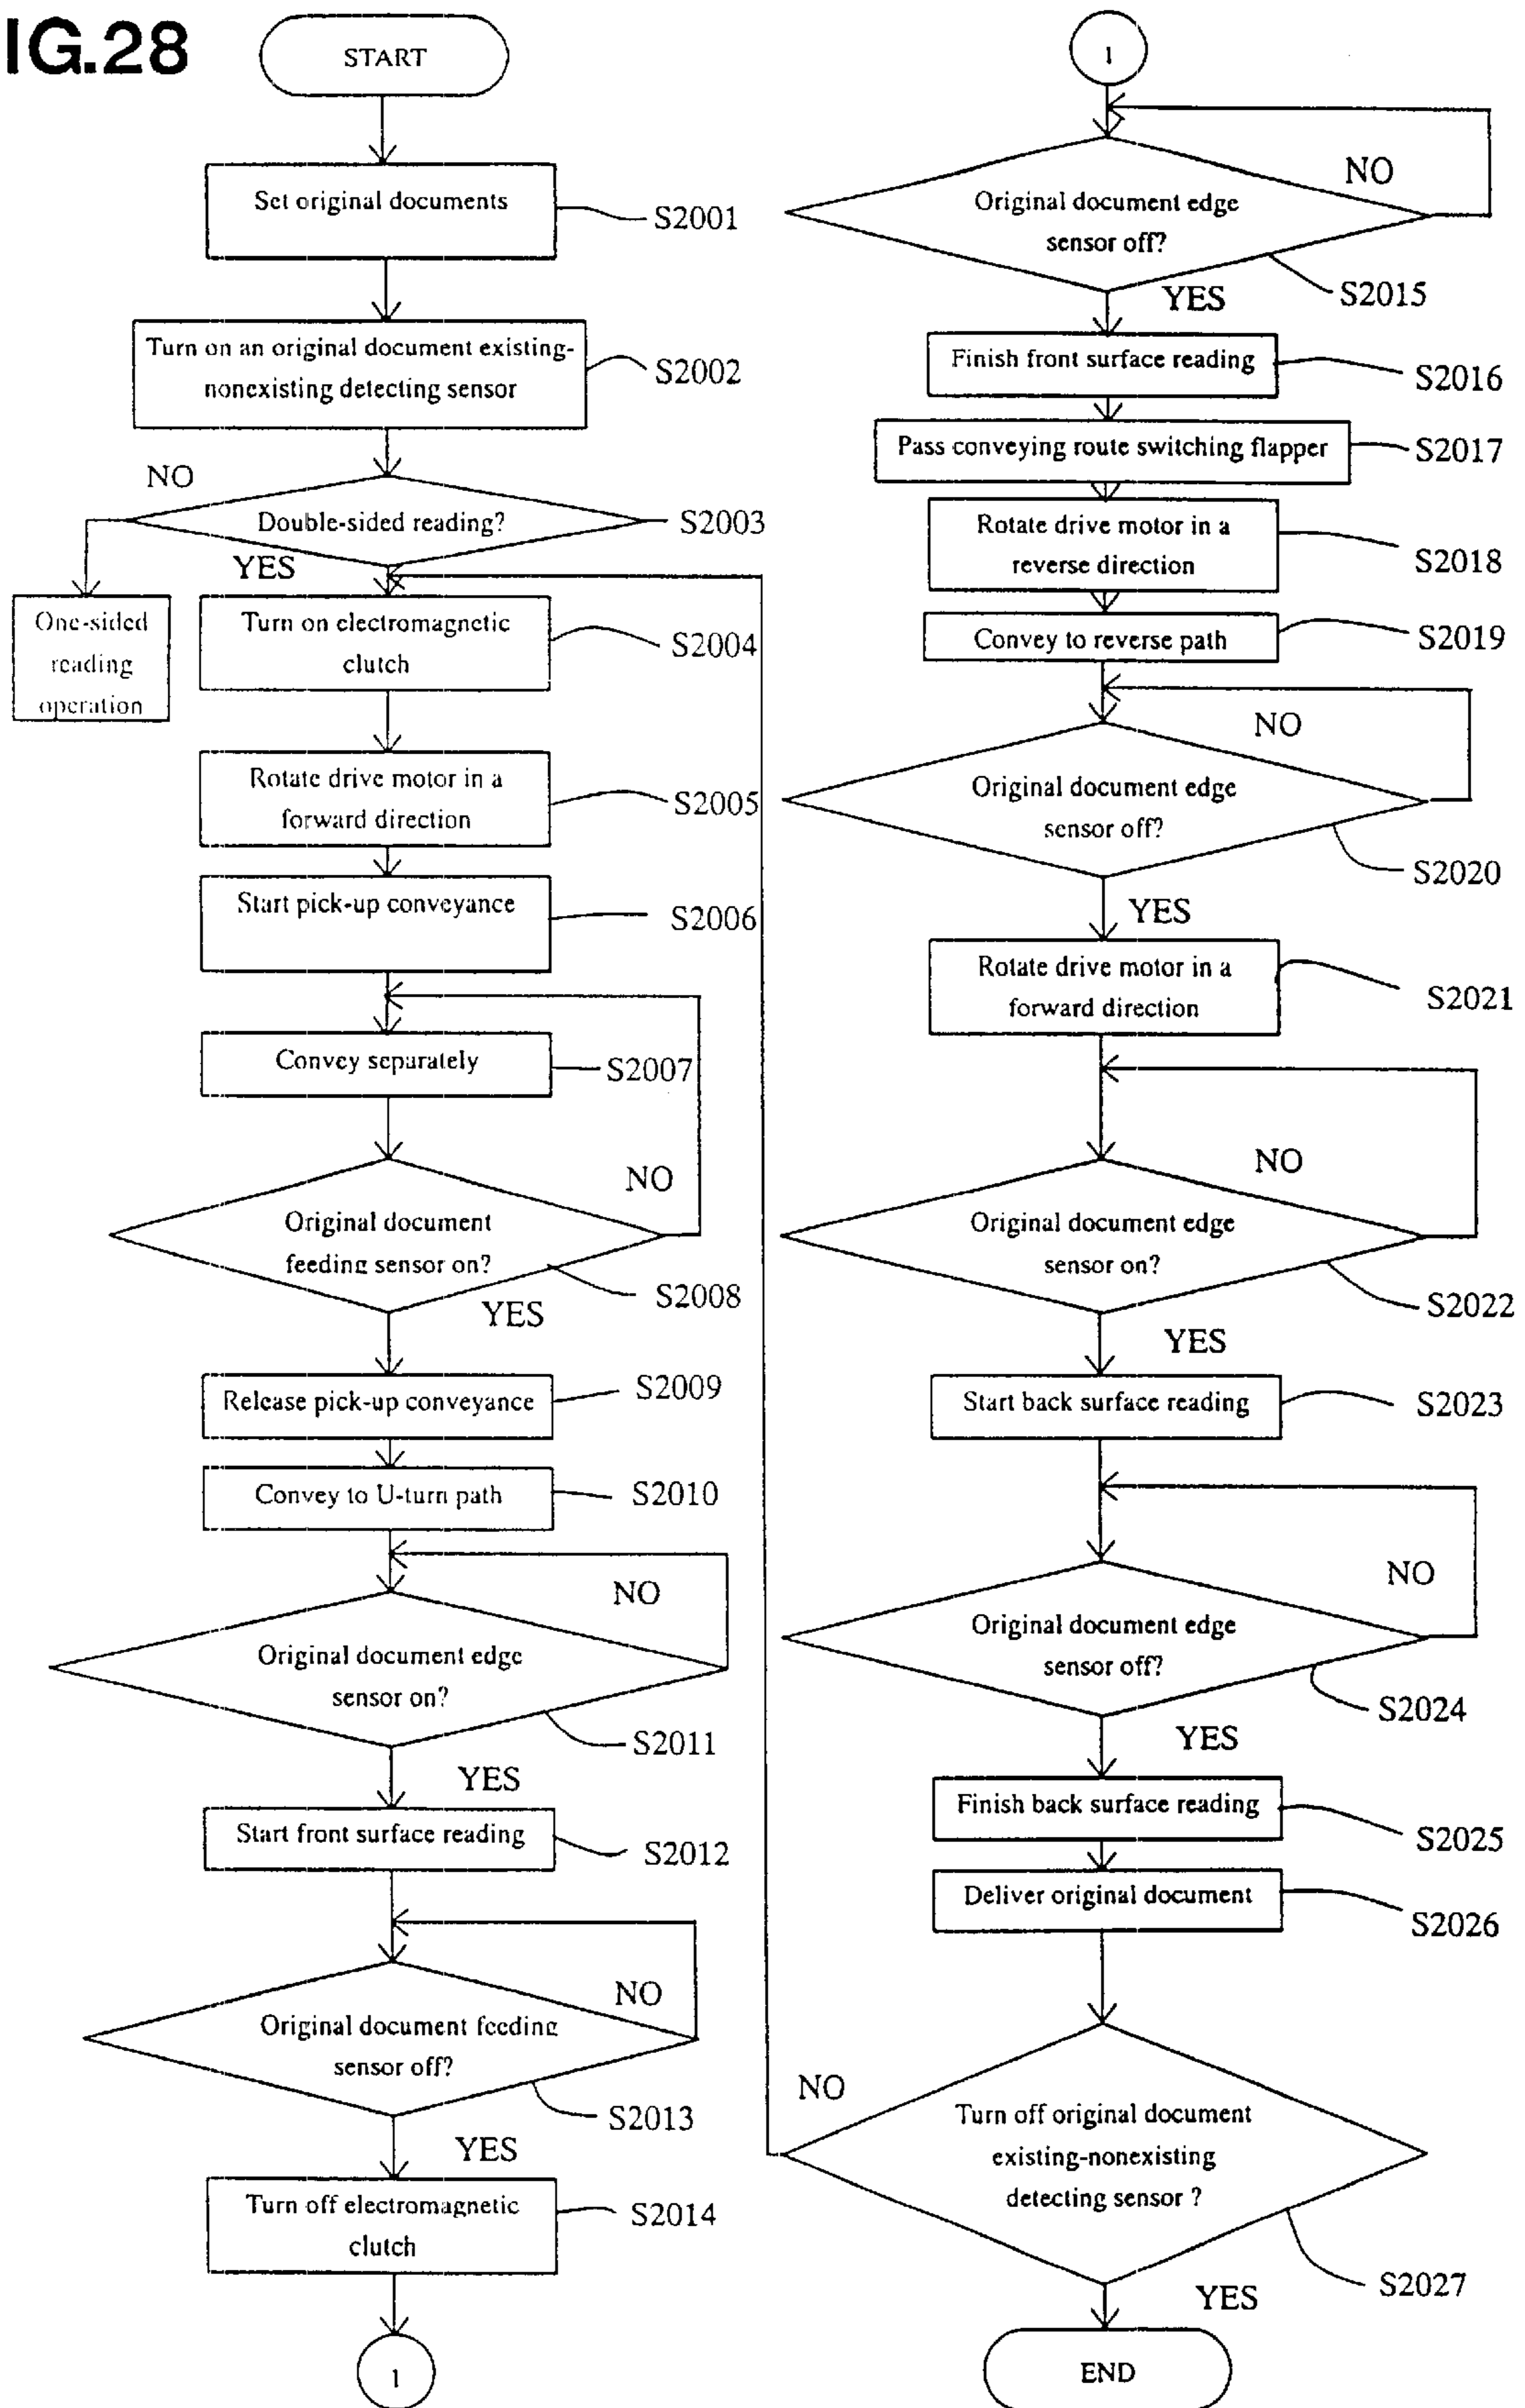 IG.28
START
Set original documents
S2001
Turn on an original document existing-
nonexisting detecting sensor
S2002
NO
Double-sided reading?
S2003
YES
One-sided
reading
operation
Turn on electromagnetic
clutch
S2004
Rotate drive motor in a
forward direction
S2005
Start pick-up conveyance
S2006
Convey separately
S2007
NO
Original document
feeding sensor on?
S2008
YES
Release pick-up conveyance
S2009
Convey to U-turn path
S2010
NO
Original document edge
sensor on?
S2011
YES
Start front surface reading
S2012
NO
Original document feeding
sensor off?
S2013
YES
Turn off electromagnetic
clutch
S2014
1
1
NO
Original document edge
sensor off?
S2015
YES
Finish front surface reading
S2016
Pass conveying route switching flapper
S2017
Rotate drive motor in a
reverse direction
S2018
Convey to reverse path
S2019
NO
Original document edge
sensor off?
S2020
YES
Rotate drive motor in a
forward direction
S2021
NO
Original document edge
sensor on?
S2022
YES
Start back surface reading
S2023
NO
Original document edge
sensor off?
S2024
YES
Finish back surface reading
S2025
Deliver original document
S2026
NO
Turn off original document
existing-nonexisting
detecting sensor ?
S2027
YES
END